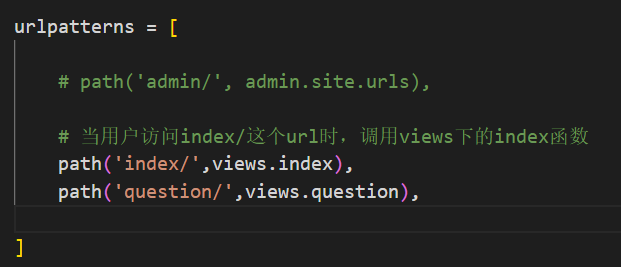 urlpatterns = [
# path('admin/', admin.site.urls),
# 当用户访问index/这个url时，调用views下的index函数
path('index/',views.index),
path('question/',views.question),
]